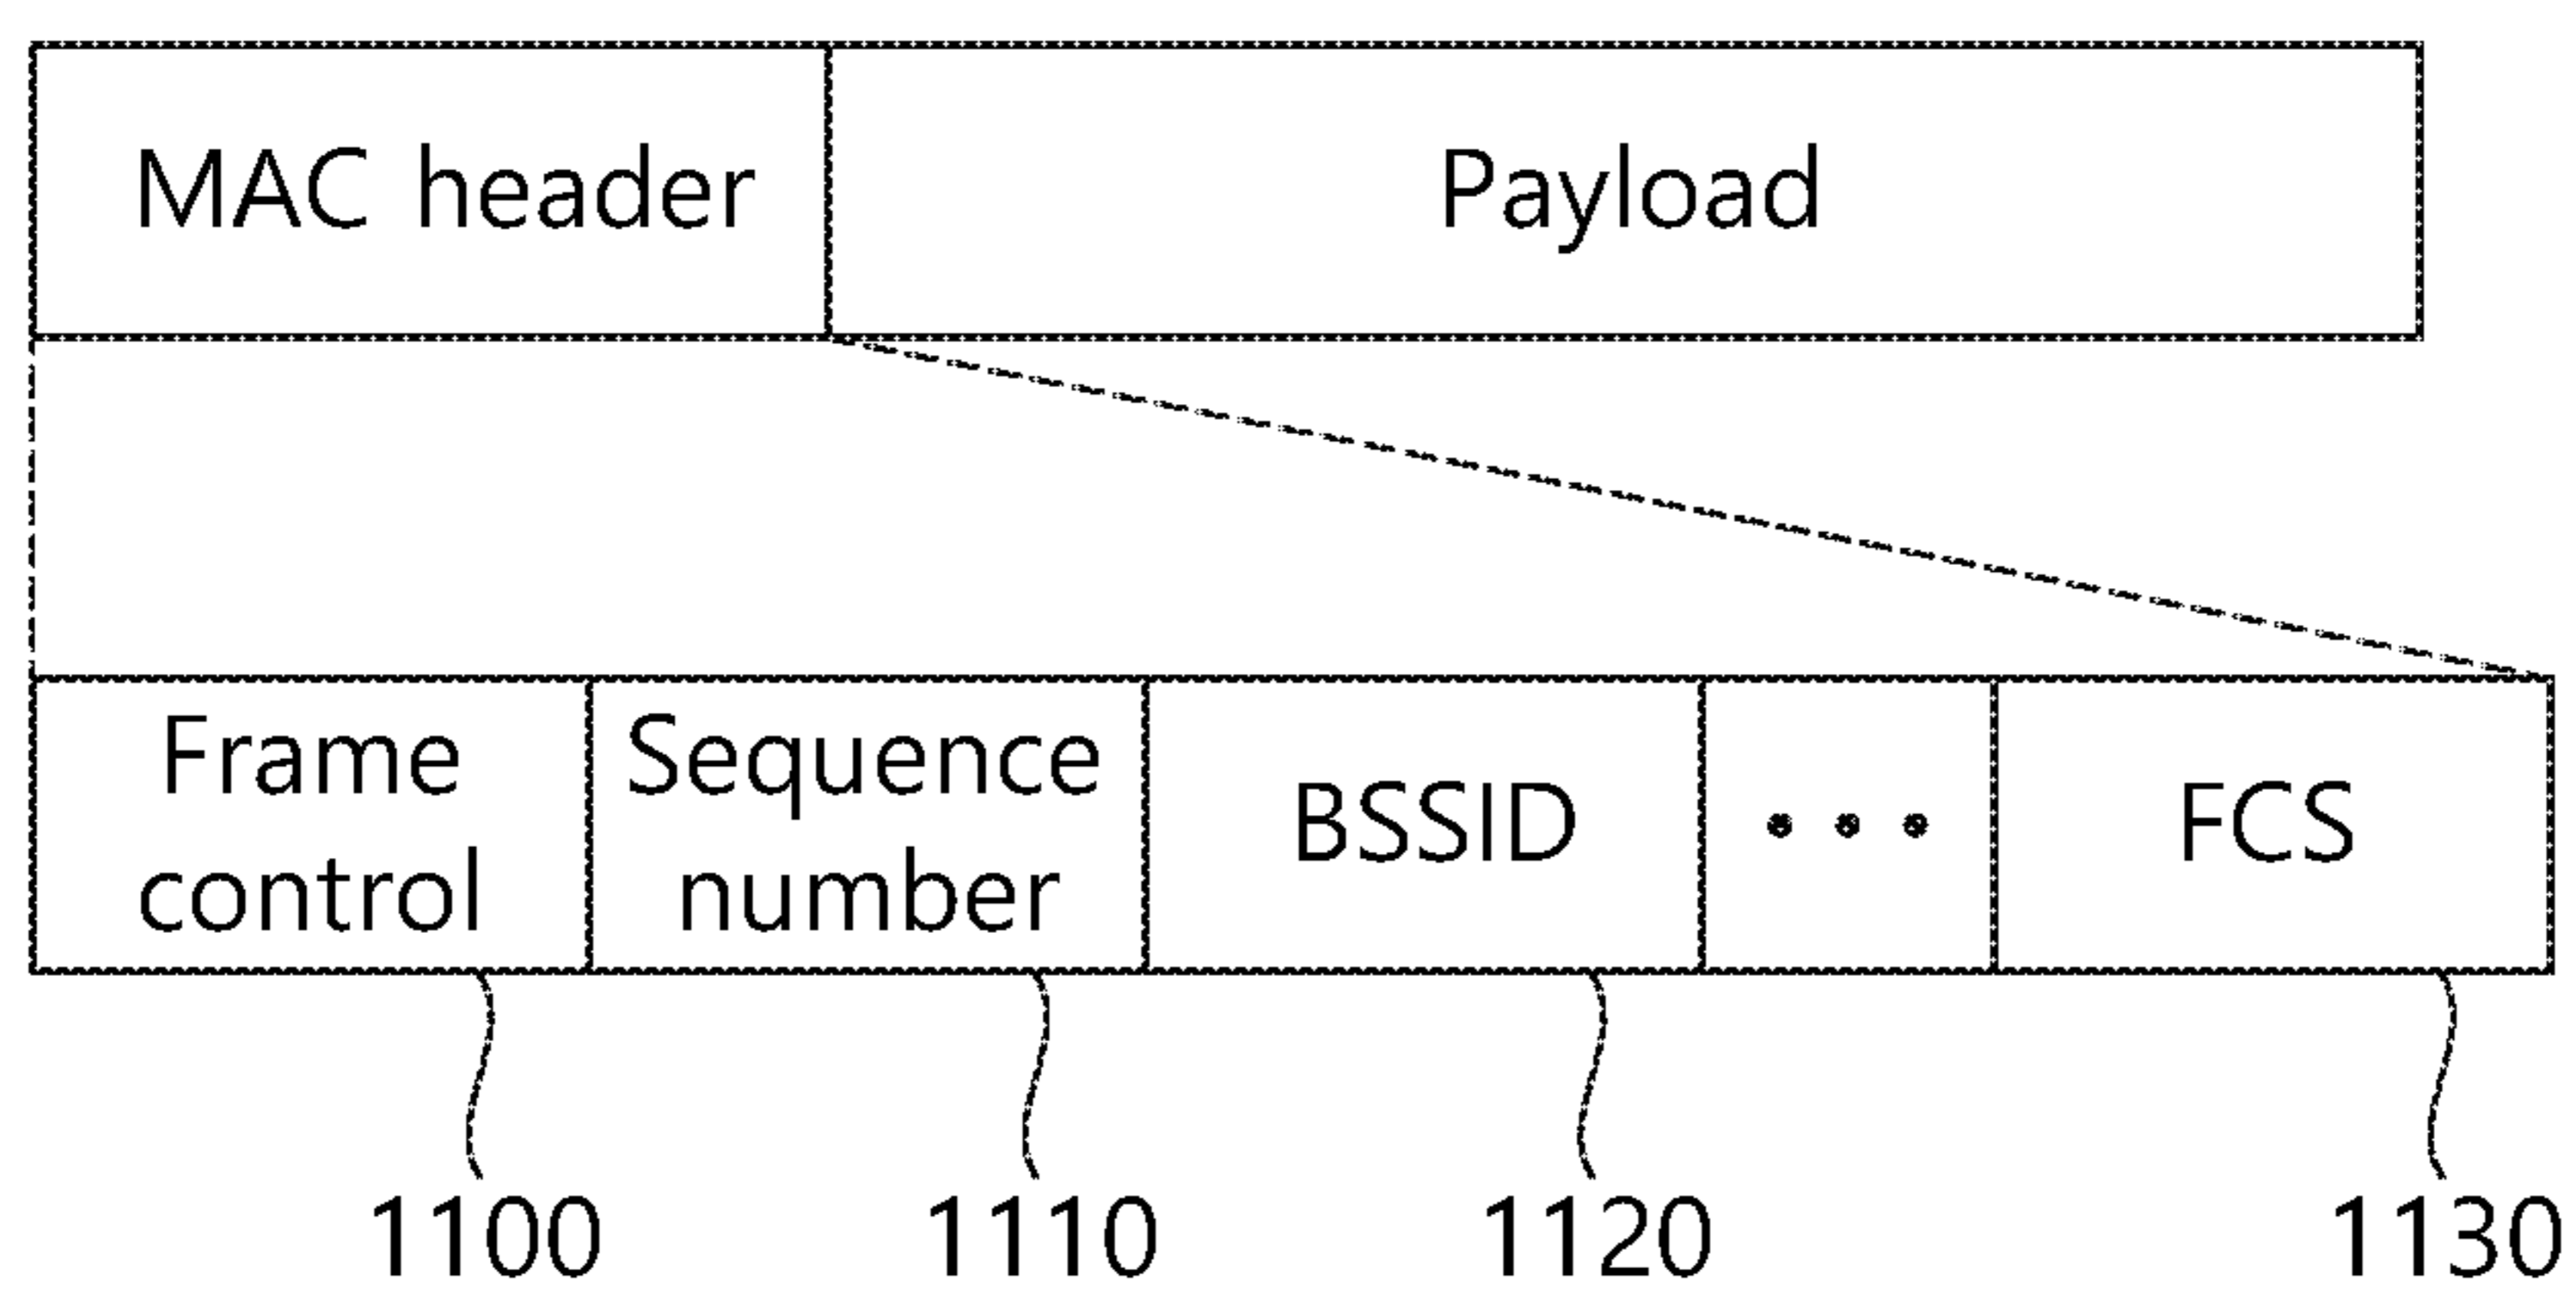 MAC header
Payload
Frame
control
Sequence
number
BSSID
• • •
FCS
1100
1110
1120
1130